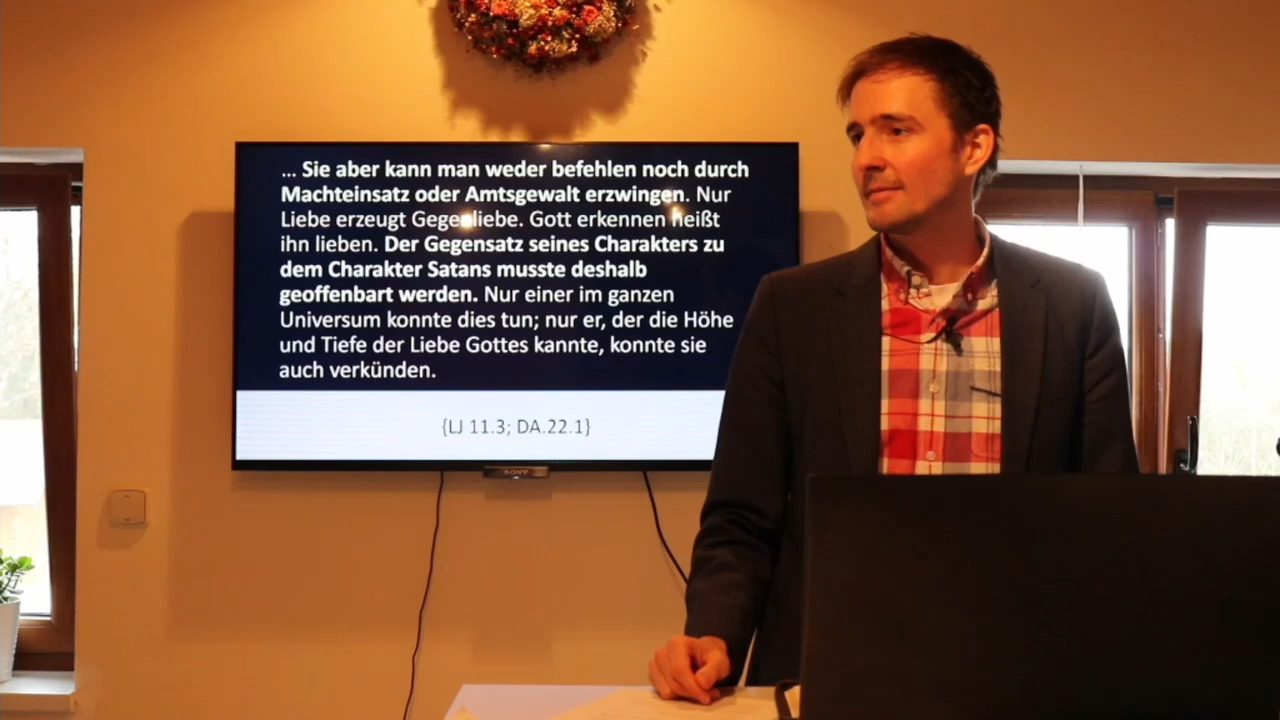 ... Sie aber kann man weder befehlen noch durch
Machteinsatz oder Amtsgewalt erzwingen. Nur
Liebe erzeugt Gegenliebe. Gott erkennen heißt
ihn lieben. Der Gegensatz seines Charakters zu
dem Charakter Satans musste deshalb
geoffenbart werden. Nur einer im ganzen
Universum konnte dies tun; nur er, der die Höhe
und Tiefe der Liebe Gottes kannte, konnte sie
auch verkünden.
{LJ 11.3; DA.22.1}
SONY